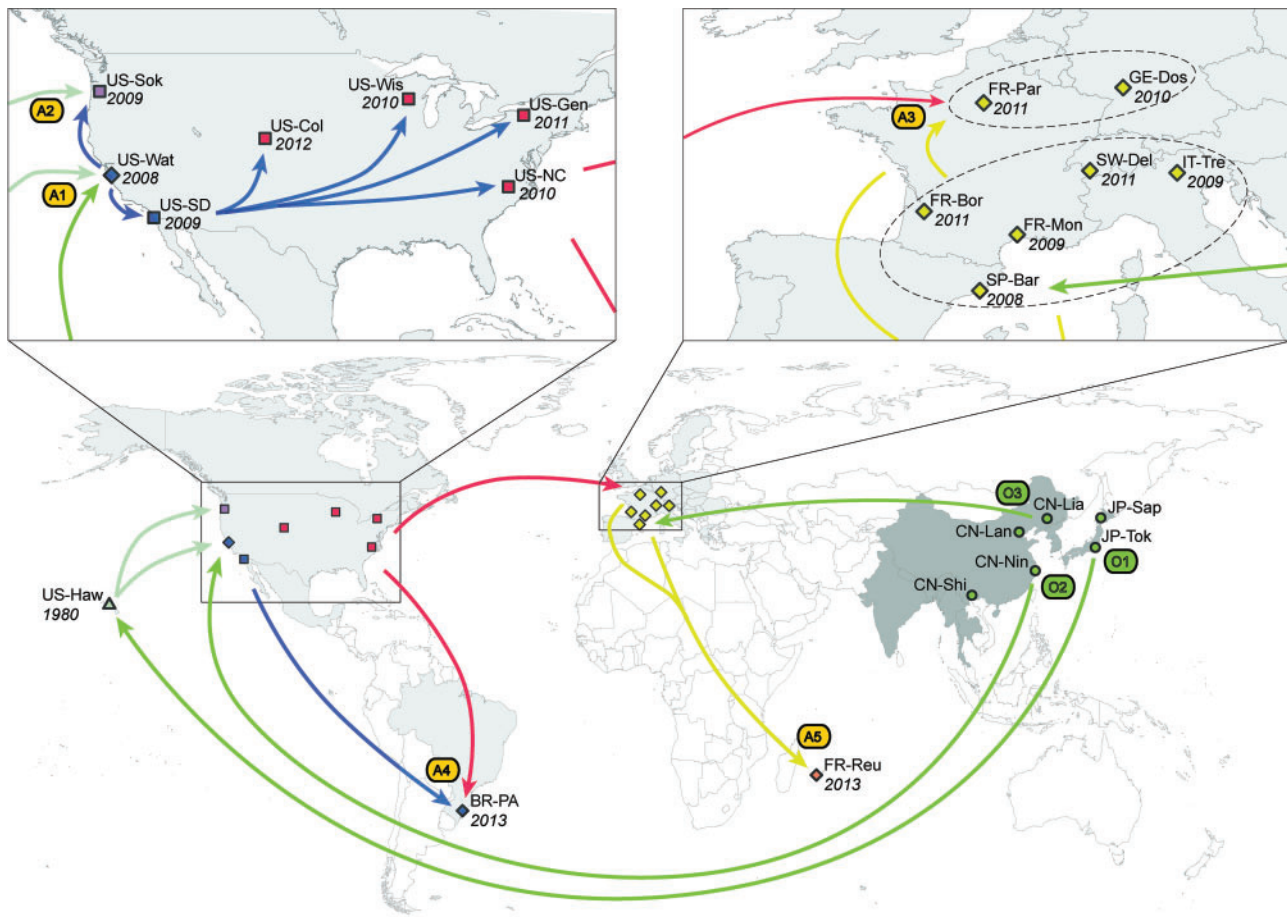 US-Sok
2009
A2
US-Wat
2008
A1
US-SD
2009
US-Col
2012
US-Wis
2010
US-Gen
2011
US-NC
2010
FR-Par
2011
GE-Dos
2010
A3
SW-Del
2011
IT-Tre
2009
FR-Bor
2011
FR-Mon
2009
SP-Bar
2008
US-Haw
1980
O3
CN-Lia
JP-Sap
CN-Lan
JP-Tok
O1
CN-Nin
O2
CN-Shi
A4
BR-PA
2013
A5
FR-Reu
2013